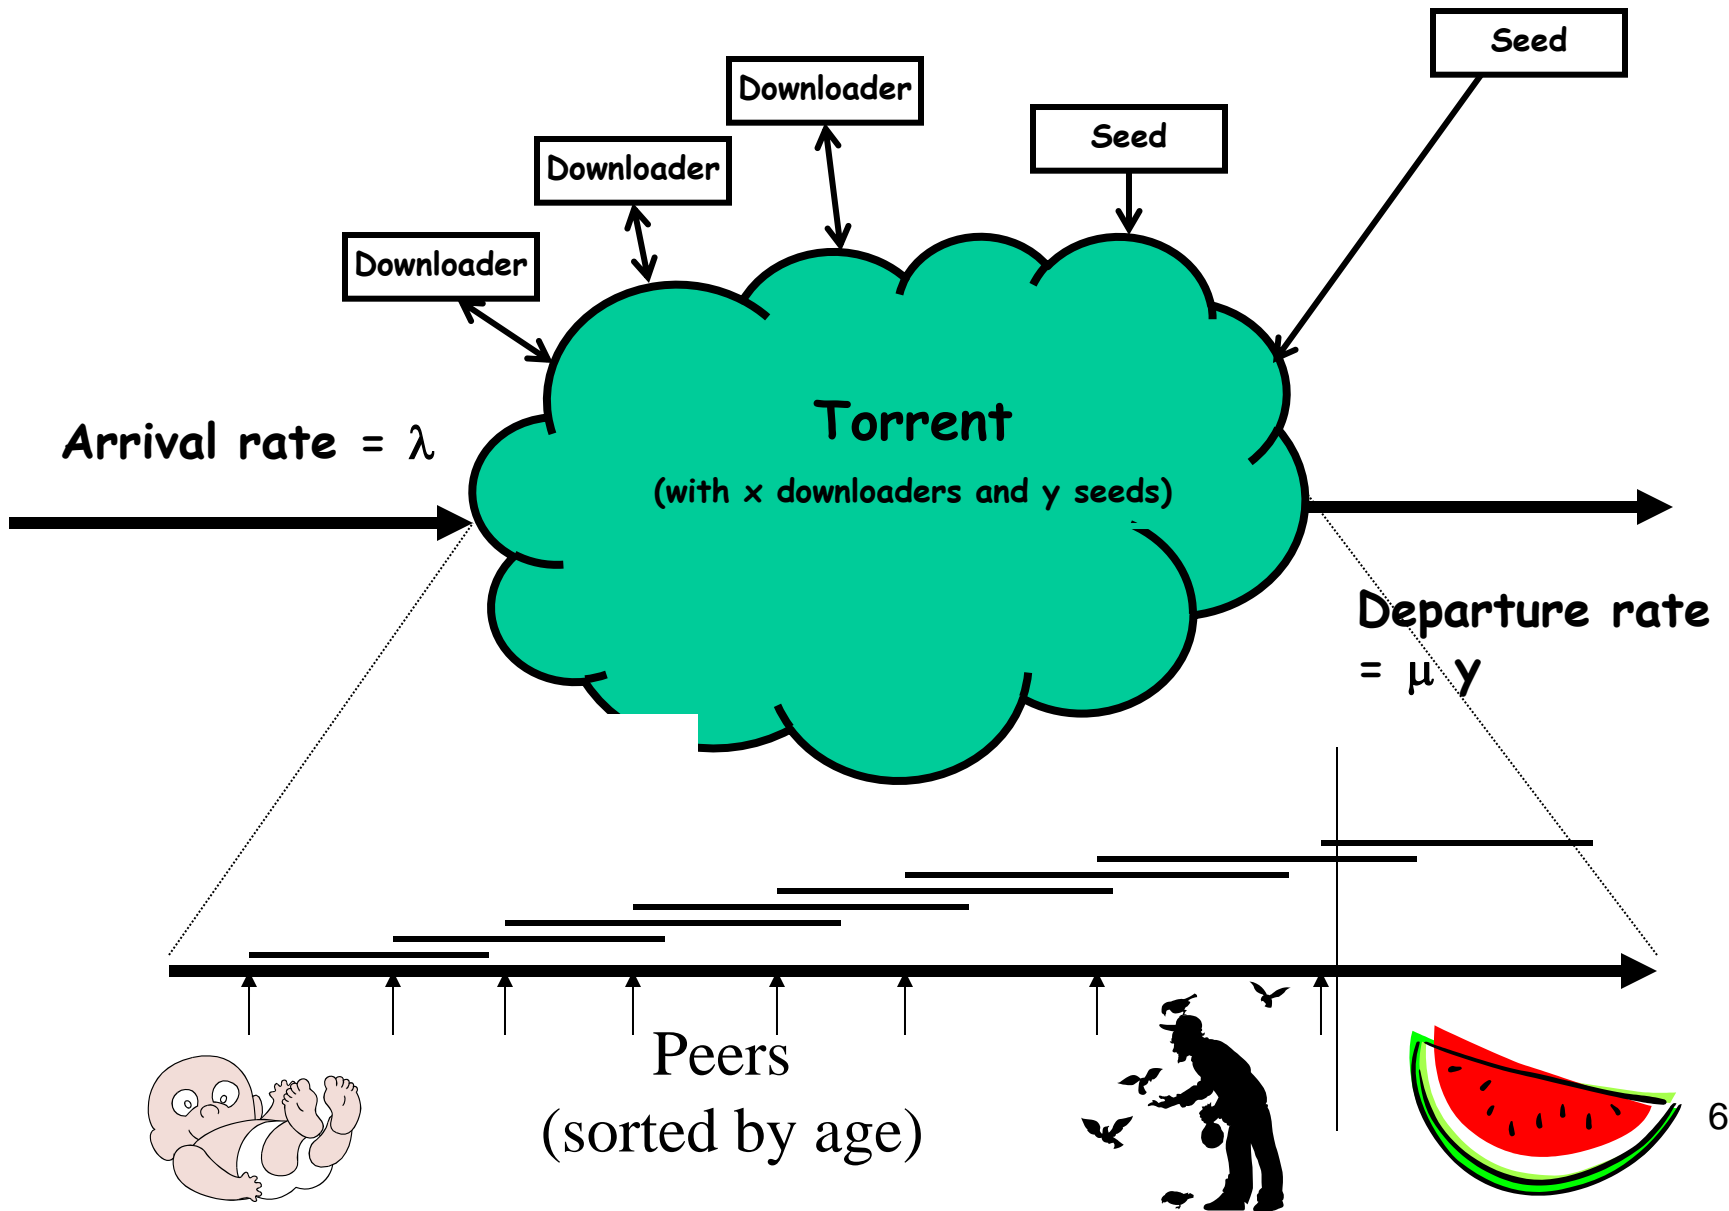 Seed
Downloader
Seed
Downloader
Downloader
Torrent
Arrival rate = λ
(with x downloaders and y seeds)
Departure rate
= μ y
Peers
(sorted by age)
6